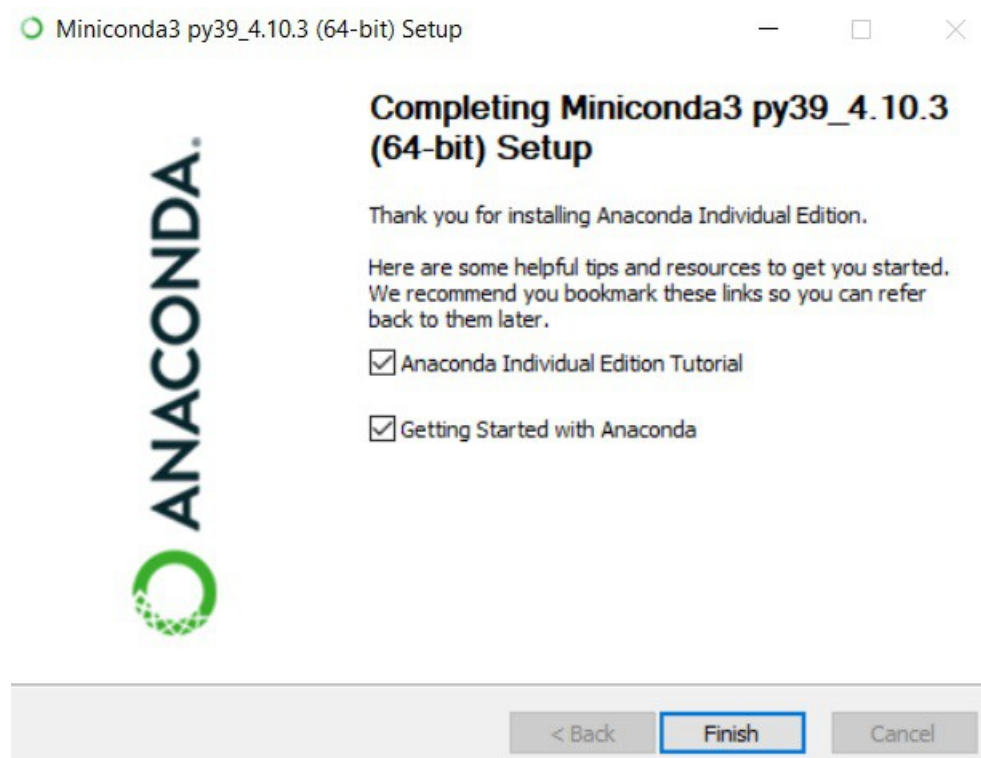 Miniconda3 py39_4.10.3 (64-bit) Setup
Completing Miniconda3 py39_4.10.3
(64-bit) Setup
Thank you for installing Anaconda Individual Edition.
Here are some helpful tips and resources to get you started.
We recommend you bookmark these links so you can refer
back to them later.
Anaconda Individual Edition Tutorial
Getting Started with Anaconda
ANACONDA.
< Back
Finish
Cancel